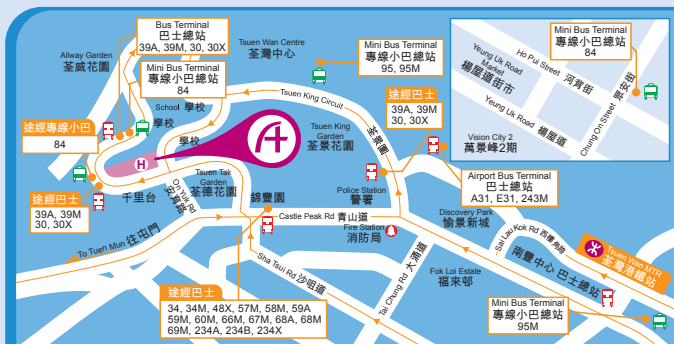 Bus Terminal
巴士總站
39A, 39M, 30, 30X
Allway Garden
荃威花園
Mini Bus Terminal
專線小巴總站
84
Tsuen Wan Centre
荃灣中心
Mini Bus Terminal
專線小巴總站
95, 95M
Mini Bus Terminal
專線小巴總站
84
Yeung Uk Road
Market
楊屋道街市
Ho Pui Street 河背街
Yeung Uk Road 楊屋道
Chung On Street 眾安街
Vision City 2
萬景峰2期
School 學校
學校
學校
Tsuen King Circuit
荃景圍
Tsuen King
Garden
荃景花園
途經巴士
39A, 39M
30, 30X
途經專線小巴
84
H
途經巴士
39A, 39M
30, 30X
千里台
On Yuk Rd
安育路
Tsuen Tak
Garden
荃德花園
錦豐園
Police Station
警署
Airport Bus Terminal
巴士總站
A31, E31, 243M
Castle Peak Rd 青山道
Fire Station
消防局
Discovery Park
愉景新城
Sai Lau Kok Rd 西樓角路
Tsuen Wan MTR
荃灣港鐵站
To Tuen Mun 往屯門
Sha Tsui Rd 沙咀道
Tai Chung Rd 大涌道
Fok Loi Estate
福來邨
南豐中心 巴士總站
途經巴士
34, 34M, 48X, 57M, 58M, 59A
59M, 60M, 66M, 67M, 68A, 68M
69M, 234A, 234B, 234X
Mini Bus Terminal
專線小巴總站
95M